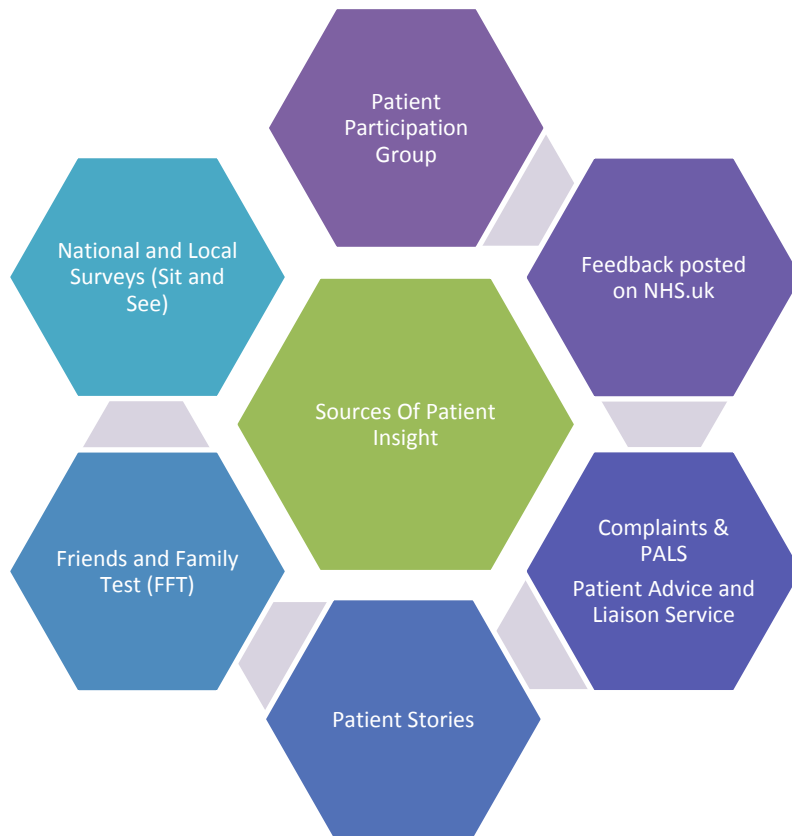 Patient
Participation
Group
National and Local
Surveys (Sit and
See)
Feedback posted
on NHS.uk
Sources Of Patient
Insight
Friends and Family
Test (FFT)
Complaints &
PALS
Patient Advice and
Liaison Service
Patient Stories